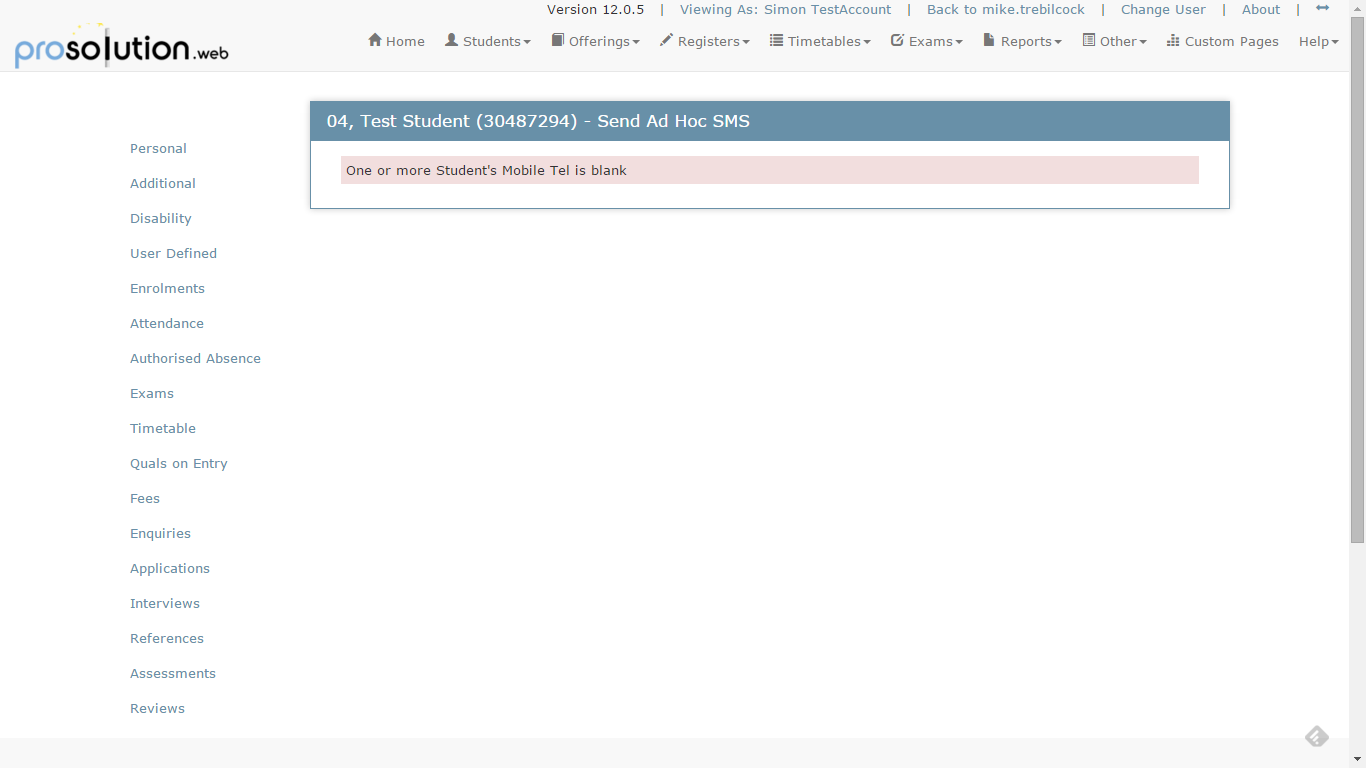 Version 12.0.5 | Viewing As: Simon TestAccount | Back to mike.trebilcock | Change User | About |
prosolution.web
Home Students Offerings Registers Timetables Exams Reports Other Custom Pages Help
04, Test Student (30487294) - Send Ad Hoc SMS
One or more Student's Mobile Tel is blank
Personal
Additional
Disability
User Defined
Enrolments
Attendance
Authorised Absence
Exams
Timetable
Quals on Entry
Fees
Enquiries
Applications
Interviews
References
Assessments
Reviews